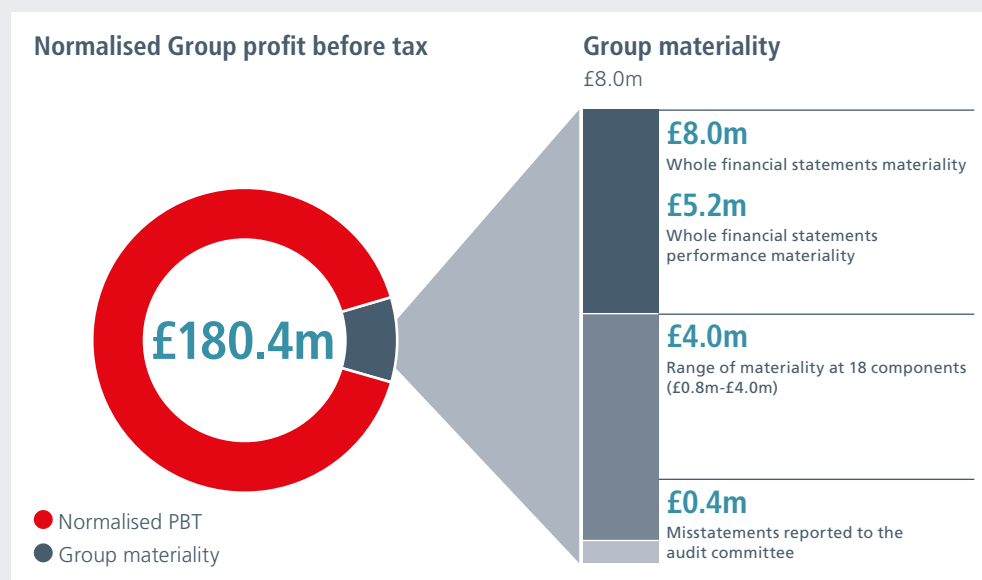 Normalised Group profit before tax
£180.4m
Normalised PBT
Group materiality
Group materiality
£8.0m
£8.0m
Whole financial statements materiality
£5.2m
Whole financial statements
performance materiality
£4.0m
Range of materiality at 18 components
(£0.8m-£4.0m)
£0.4m
Misstatements reported to the
audit committee